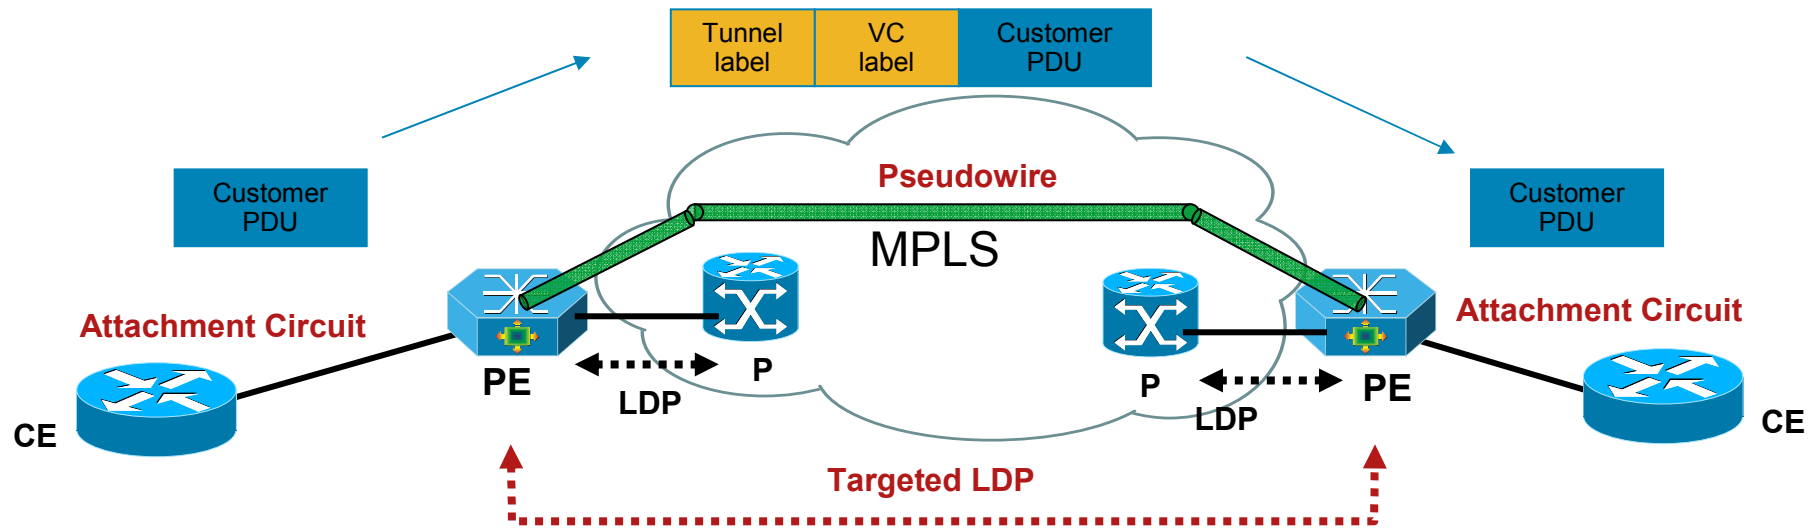 Tunnel
label
VC
label
Customer
PDU
Customer
PDU
Pseudowire
Customer
PDU
MPLS
Attachment Circuit
Attachment Circuit
PE
P
LDP
P
PE
LDP
CE
CE
Targeted LDP